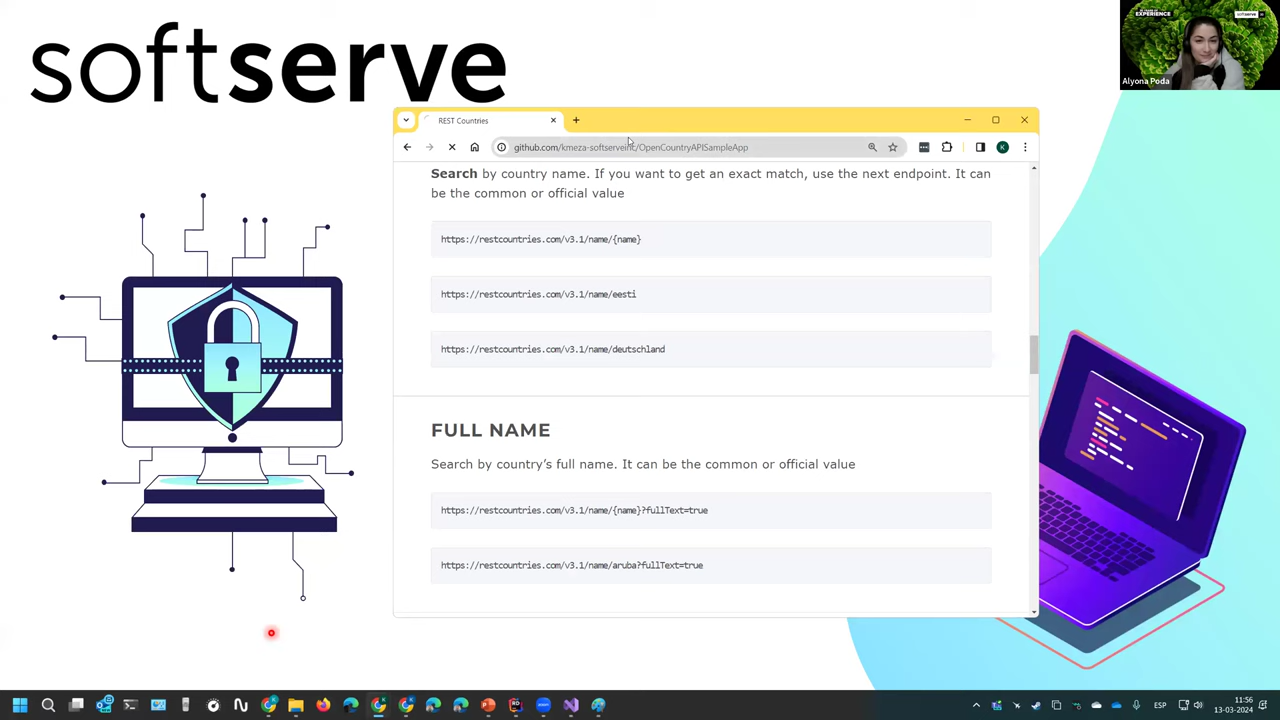 softserve
EXPERIENCE
softserve
Alyona Poda
REST Countries
github.com/kmeza-softserveinc/OpenCountryAPISampleApp
Search by country name. If you want to get an exact match, use the next endpoint. It can
be the common or official value
https://restcountries.com/v3.1/name/{name}
https://restcountries.com/v3.1/name/eesti
https://restcountries.com/v3.1/name/deutschland
FULL NAME
Search by country’s full name. It can be the common or official value
https://restcountries.com/v3.1/name/{name}?fullText=true
https://restcountries.com/v3.1/name/aruba?fullText=true
ESP
11:56
13-03-2024